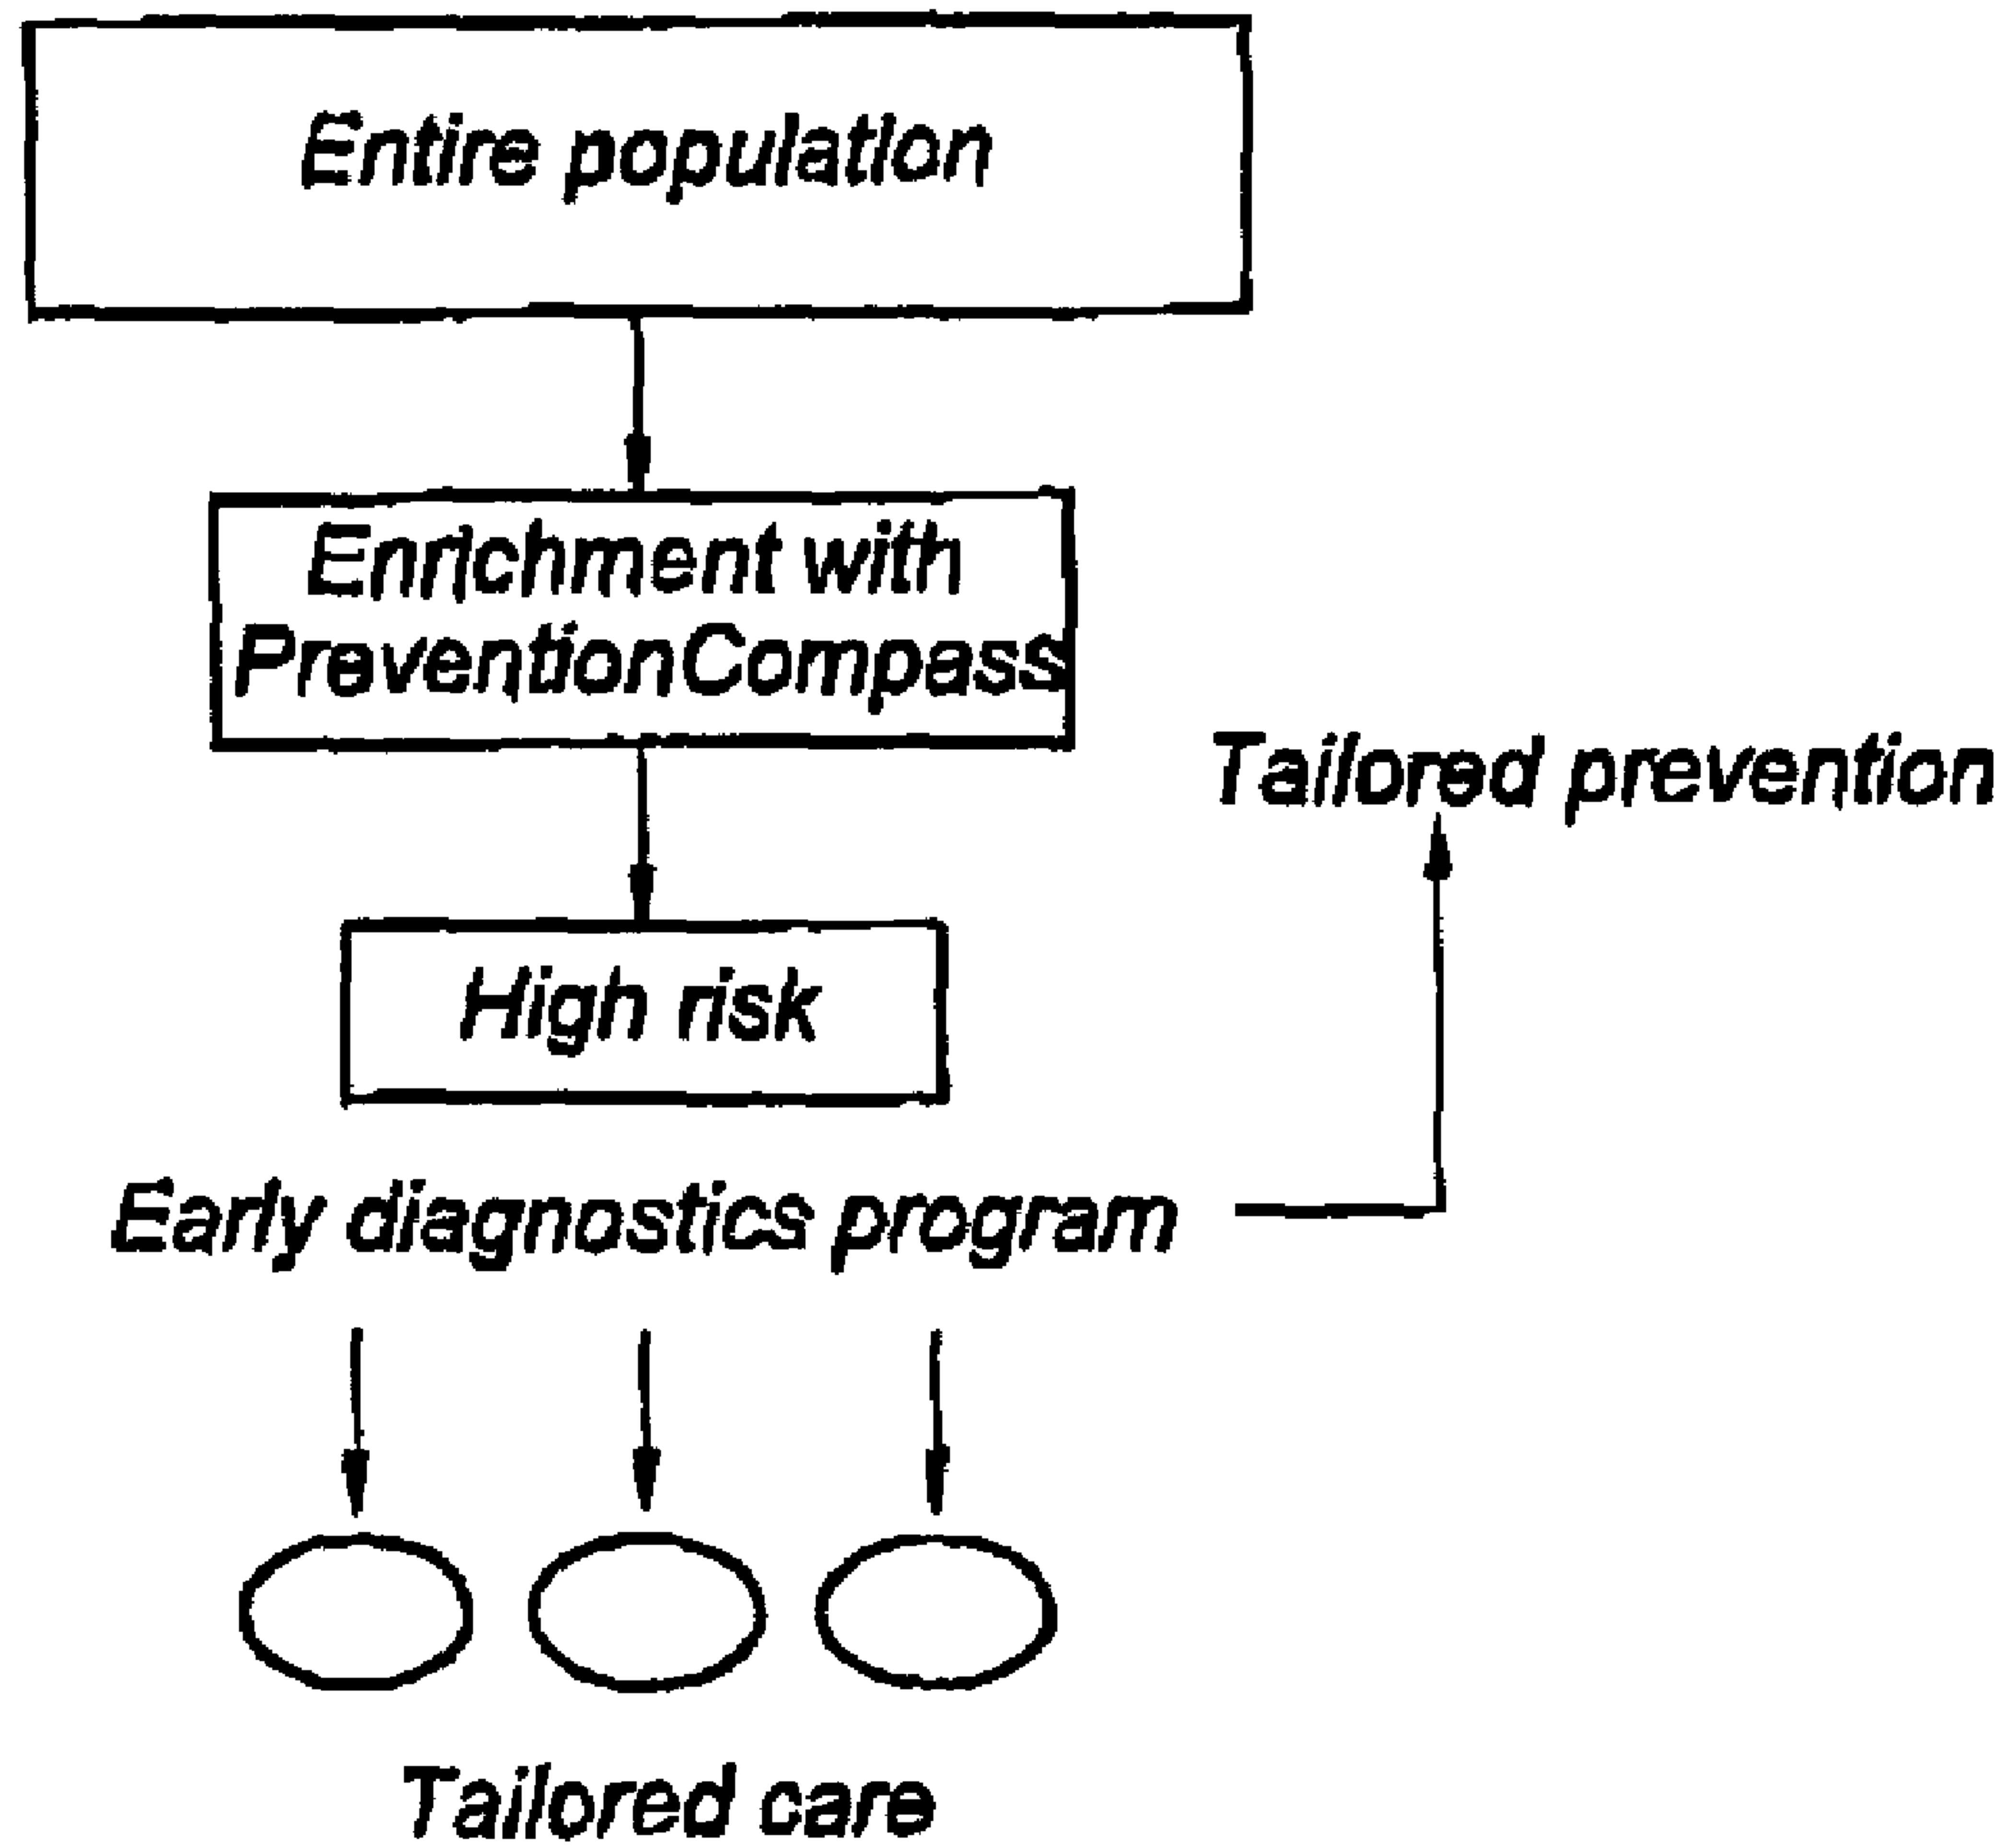 Entire population
Enrichment with
PreventionCompass
Tailored prevention
High risk
Early diagnostics program
Tailored care